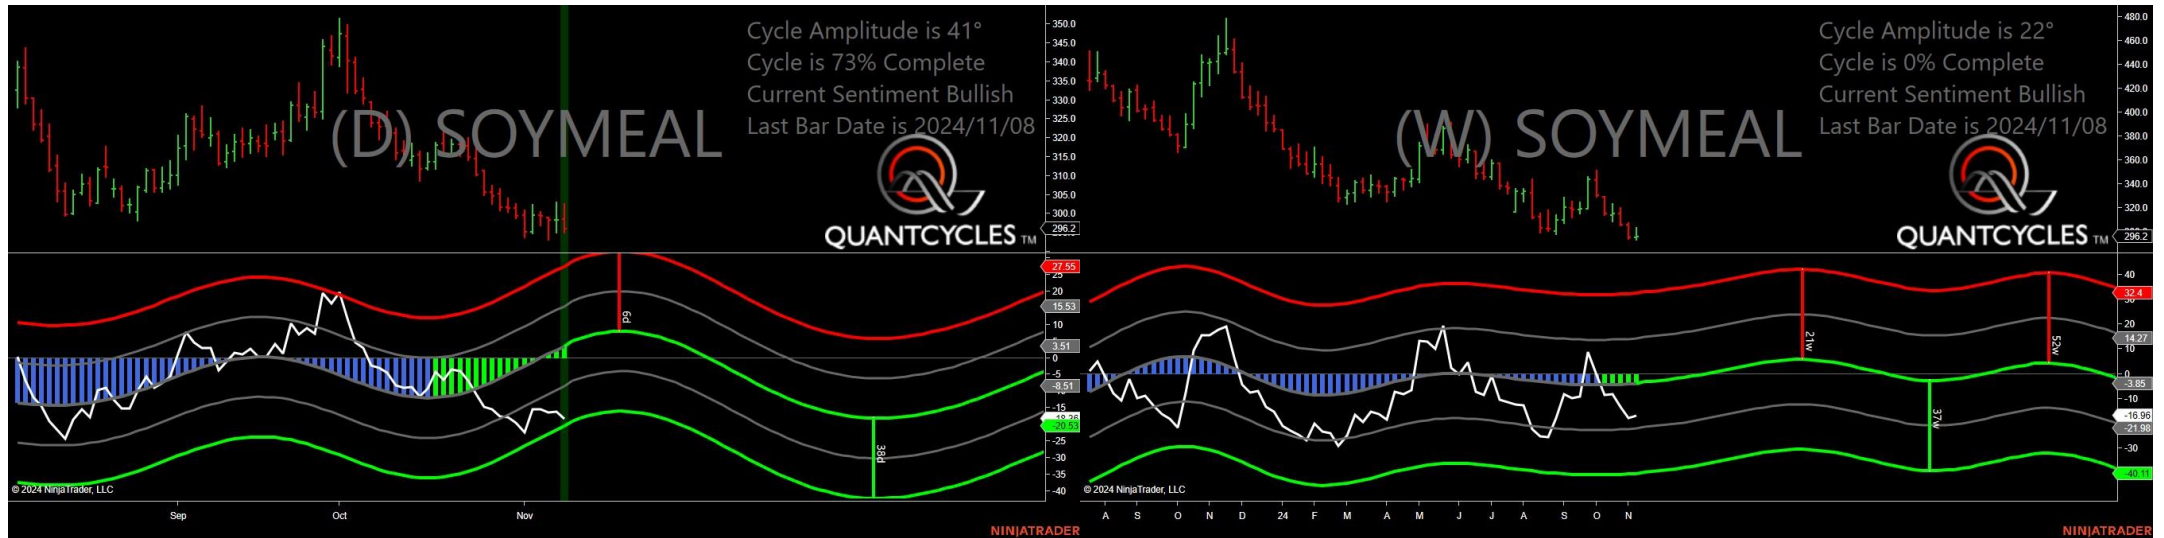 Cycle Amplitude is 41°
Cycle is 73% Complete
Current Sentiment Bullish
Last Bar Date is 2024/11/08
(D) SOYMEAL
QUANTCYCLES TM
350.0
345.0
340.0
335.0
330.0
325.0
320.0
315.0
310.0
305.0
300.0
296.2
27.55
25
20
15.53
10
3.51
0
-5
-8.51
-15
-20.53
-25
-30
-35
-40
6d
38d
© 2024 NinjaTrader, LLC
Sep
Oct
Nov
NINJATRADER
Cycle Amplitude is 22°
Cycle is 0% Complete
Current Sentiment Bullish
Last Bar Date is 2024/11/08
(W) SOYMEAL
QUANTCYCLES TM
480.0
460.0
440.0
420.0
400.0
380.0
360.0
340.0
320.0
296.2
40
32.4
20
14.27
10
0
-3.85
-10
-16.96
-21.98
-30
-40.11
21w
37w
52w
© 2024 NinjaTrader, LLC
A
S
O
N
D
24
F
M
A
M
J
J
A
S
O
N
NINJATRADER